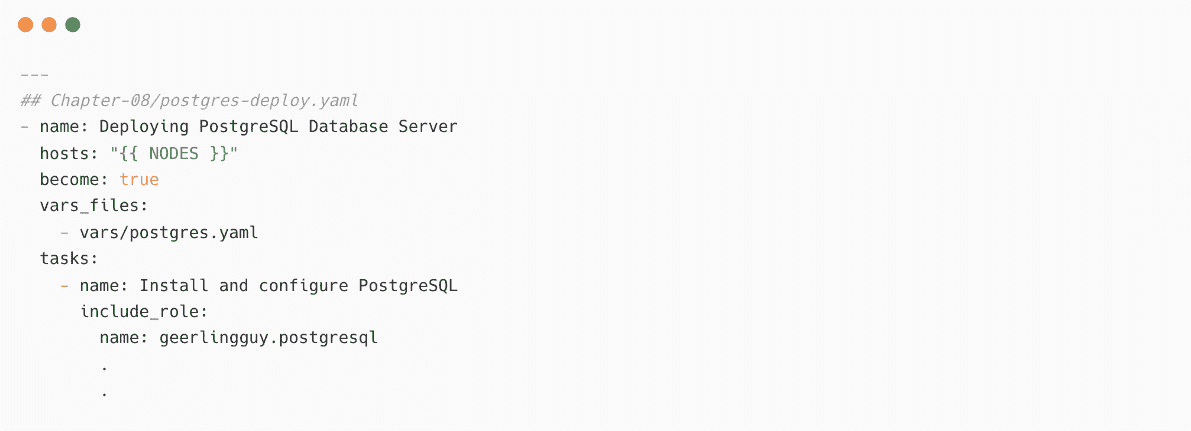 ---
## Chapter-08/postgres-deploy.yaml
- name: Deploying PostgreSQL Database Server
  hosts: "{{ NODES }}"
  become: true
  vars_files:
    - vars/postgres.yaml
  tasks:
    - name: Install and configure PostgreSQL
      include_role:
        name: geerlingguy.postgresql
        .
        .